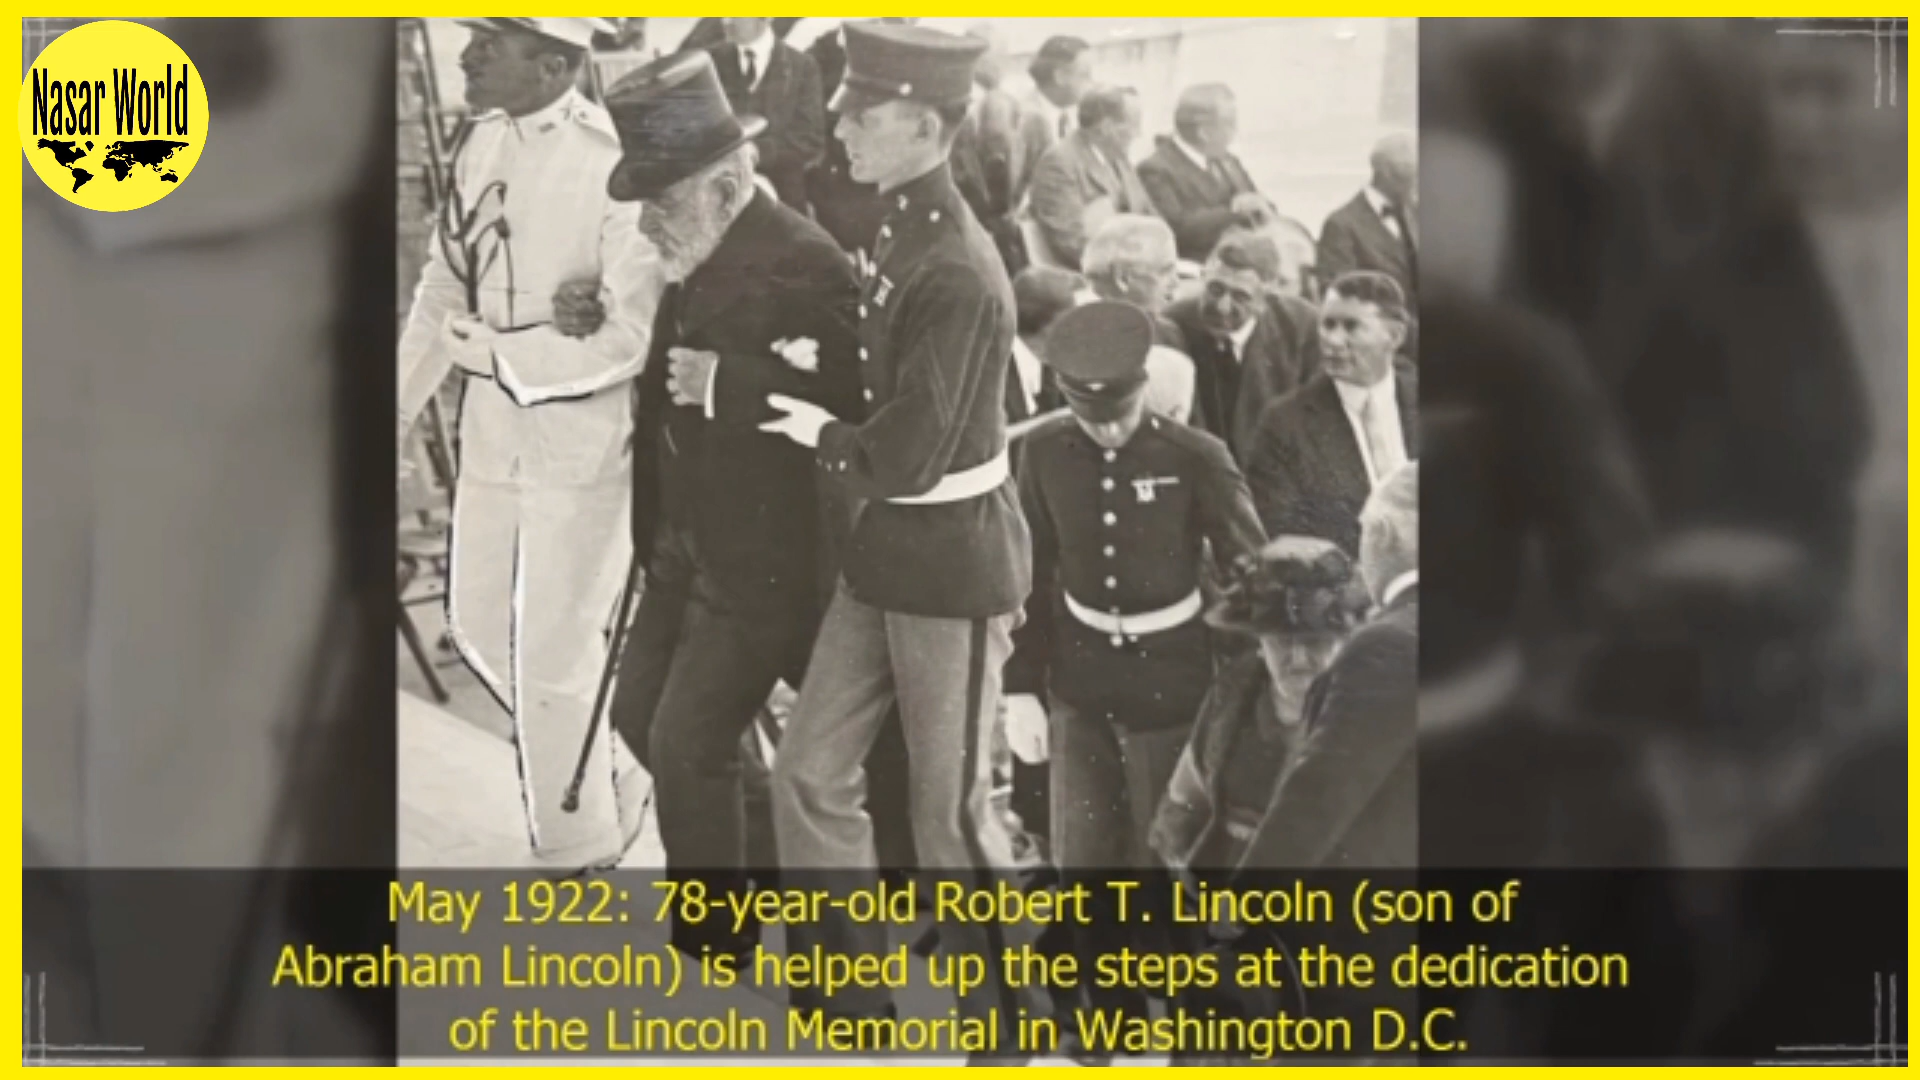 Nasar World
May 1922: 78-year-old Robert T. Lincoln (son of
Abraham Lincoln) is helped up the steps at the dedication
of the Lincoln Memorial in Washington D.C.